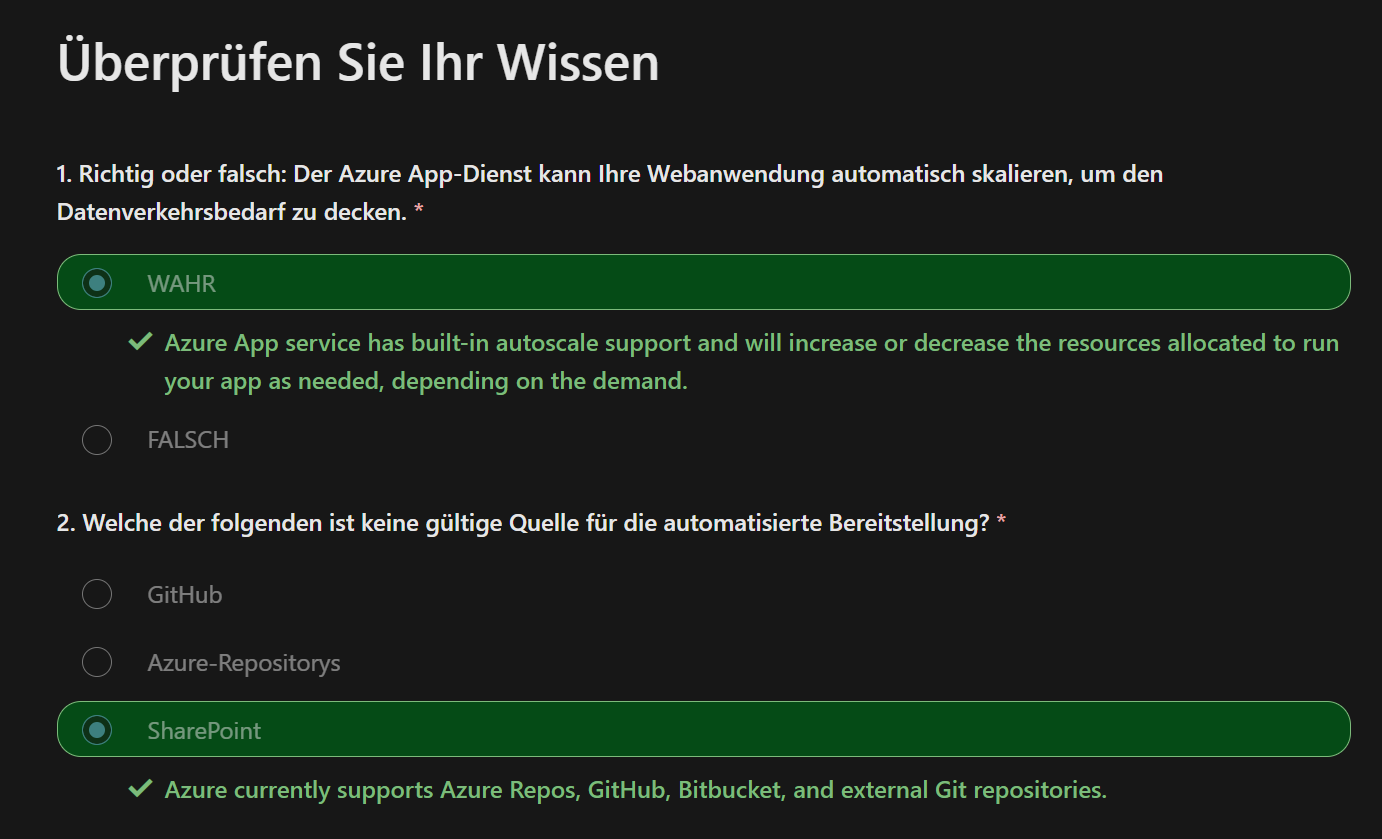 Überprüfen Sie Ihr Wissen
1. Richtig oder falsch: Der Azure App-Dienst kann Ihre Webanwendung automatisch skalieren, um den
Datenverkehrsbedarf zu decken. *
WAHR
Azure App service has built-in autoscale support and will increase or decrease the resources allocated to run
your app as needed, depending on the demand.
FALSCH
2. Welche der folgenden ist keine gültige Quelle für die automatisierte Bereitstellung? *
GitHub
Azure-Repositorys
SharePoint
Azure currently supports Azure Repos, GitHub, Bitbucket, and external Git repositories.